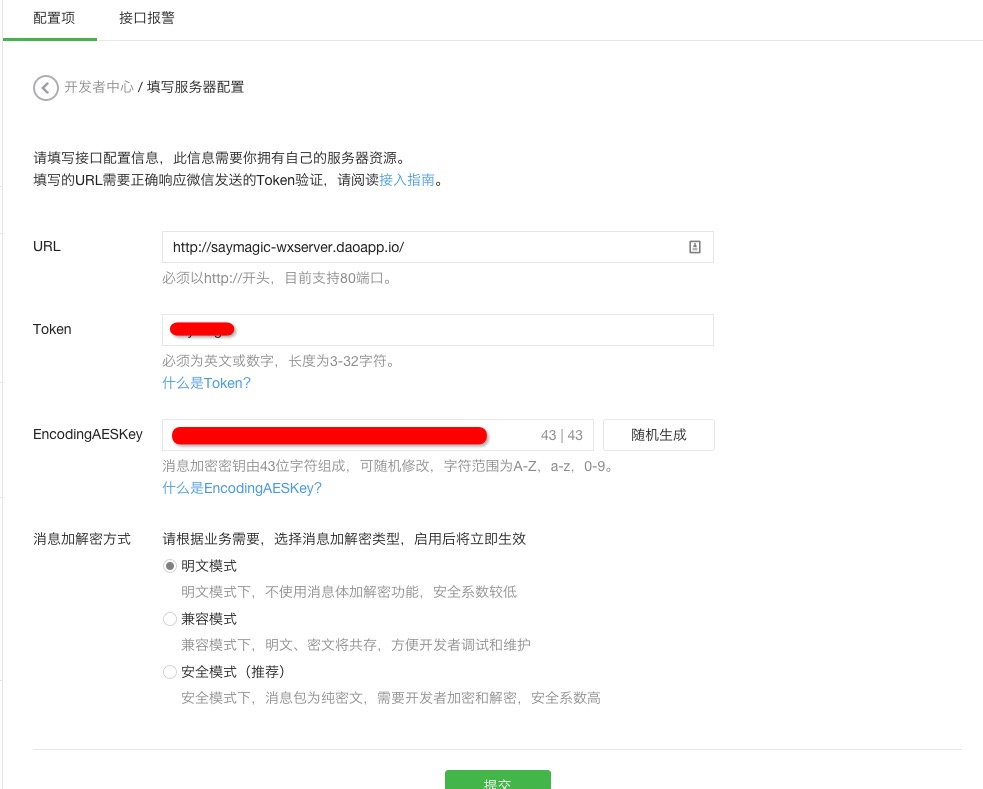 配置项 接口报警
开发者中心 / 填写服务器配置
请填写接口配置信息，此信息需要你拥有自己的服务器资源。
填写的URL需要正确响应微信发送的Token验证，请阅读接入指南。
URL http://saymagic-wxserver.daoapp.io/
必须以http://开头，目前支持80端口。
Token
必须为英文或数字，长度为3-32字符。
什么是Token?
EncodingAESKey 43 | 43 随机生成
消息加密密钥由43位字符组成，可随机修改，字符范围为A-Z，a-z，0-9。
什么是EncodingAESKey?
消息加解密方式 请根据业务需要，选择消息加解密类型，启用后将立即生效
明文模式
明文模式下，不使用消息体加解密功能，安全系数较低
兼容模式
兼容模式下，明文、密文将共存，方便开发者调试和维护
安全模式（推荐）
安全模式下，消息包为纯密文，需要开发者加密和解密，安全系数高
提交